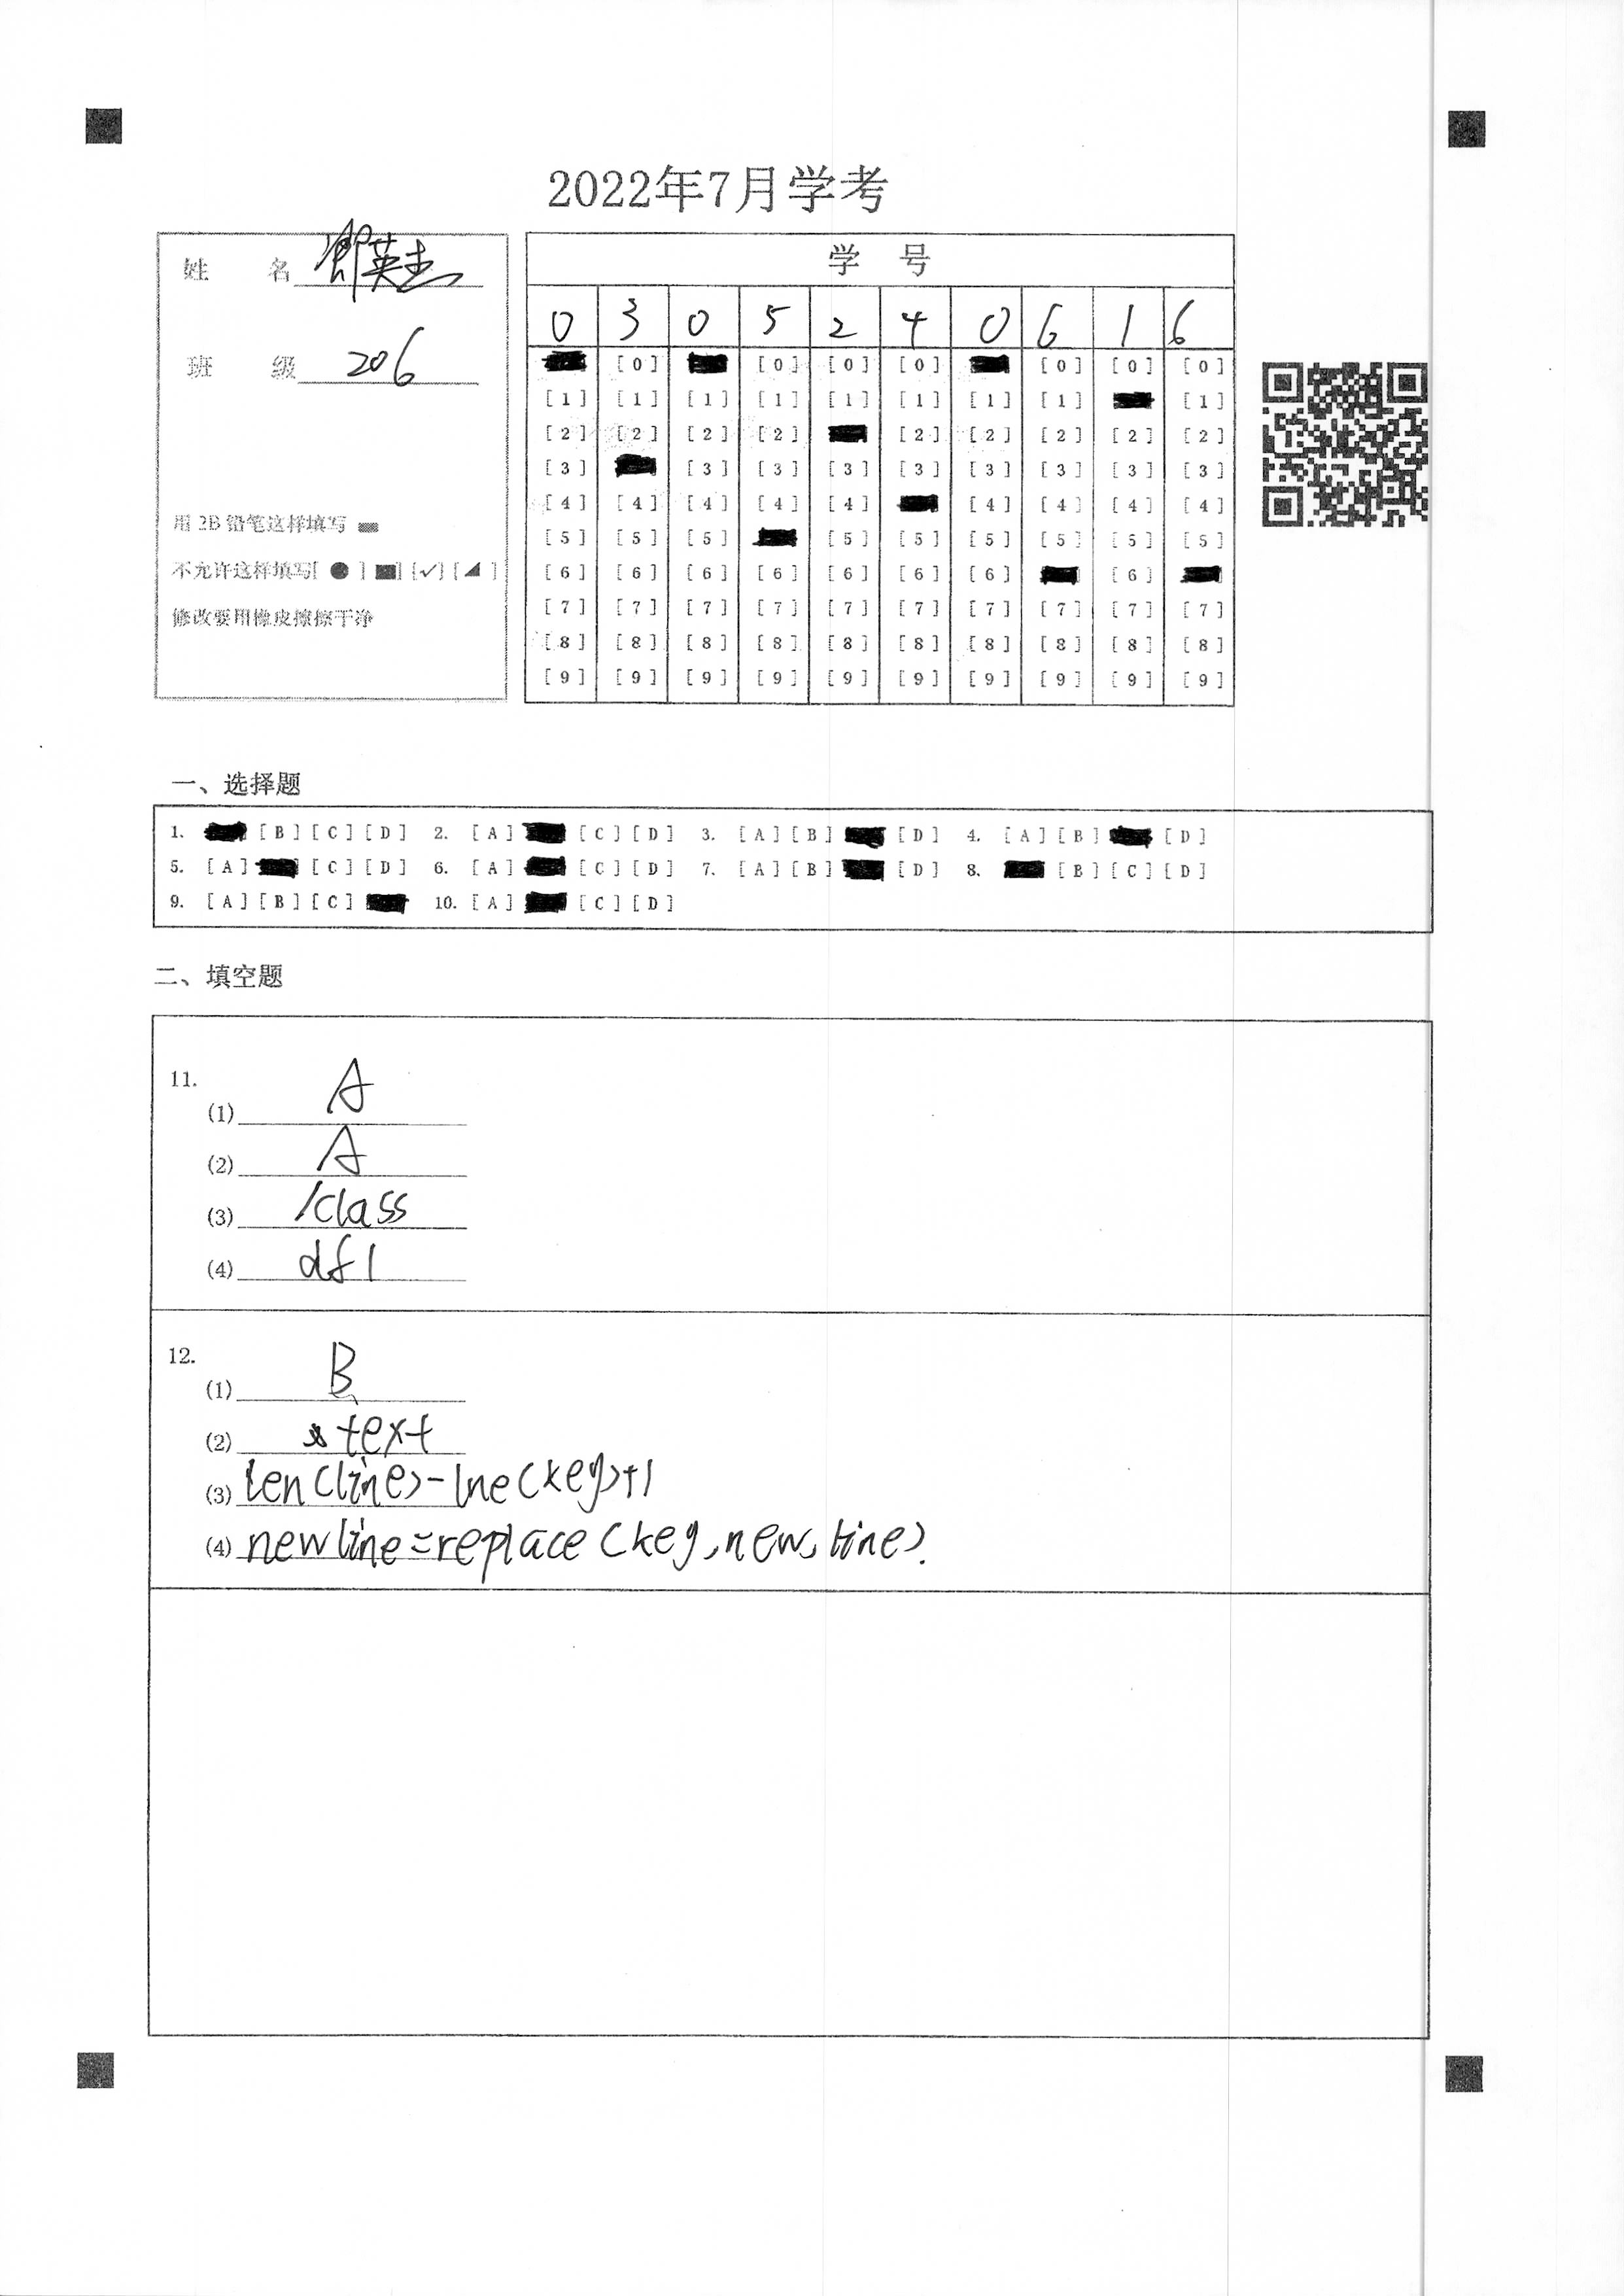 2022年7月学考
姓 名 鄭英杰
班 级 206
用 2B 铅笔这样填写
不允许这样填写[ ● ] [■] [✓] [◢ ]
修改要用橡皮擦擦干净
学 号
0 3 0 5 2 4 0 6 1 6
[0] [0] [0] [0] [0] [0] [0]
[1] [1] [1] [1] [1] [1] [1] [1] [1]
[2] [2] [2] [2] [2] [2] [2] [2] [2]
[3] [3] [3] [3] [3] [3] [3] [3] [3]
[4] [4] [4] [4] [4] [4] [4] [4] [4]
[5] [5] [5] [5] [5] [5] [5] [5] [5]
[6] [6] [6] [6] [6] [6] [6] [6]
[7] [7] [7] [7] [7] [7] [7] [7] [7] [7]
[8] [8] [8] [8] [8] [8] [8] [8] [8] [8]
[9] [9] [9] [9] [9] [9] [9] [9] [9] [9]
一、选择题
1. [B] [C] [D] 2. [A] [C] [D] 3. [A] [B] [D] 4. [A] [B] [D]
5. [A] [C] [D] 6. [A] [C] [D] 7. [A] [B] [D] 8. [B] [C] [D]
9. [A] [B] [C] 10. [A] [C] [D]
二、填空题
11.
(1) A
(2) A
(3) /class
(4) df1
12.
(1) B
(2) text
(3) len(line)-lne(key)+1
(4) newline=replace(key,new,line).